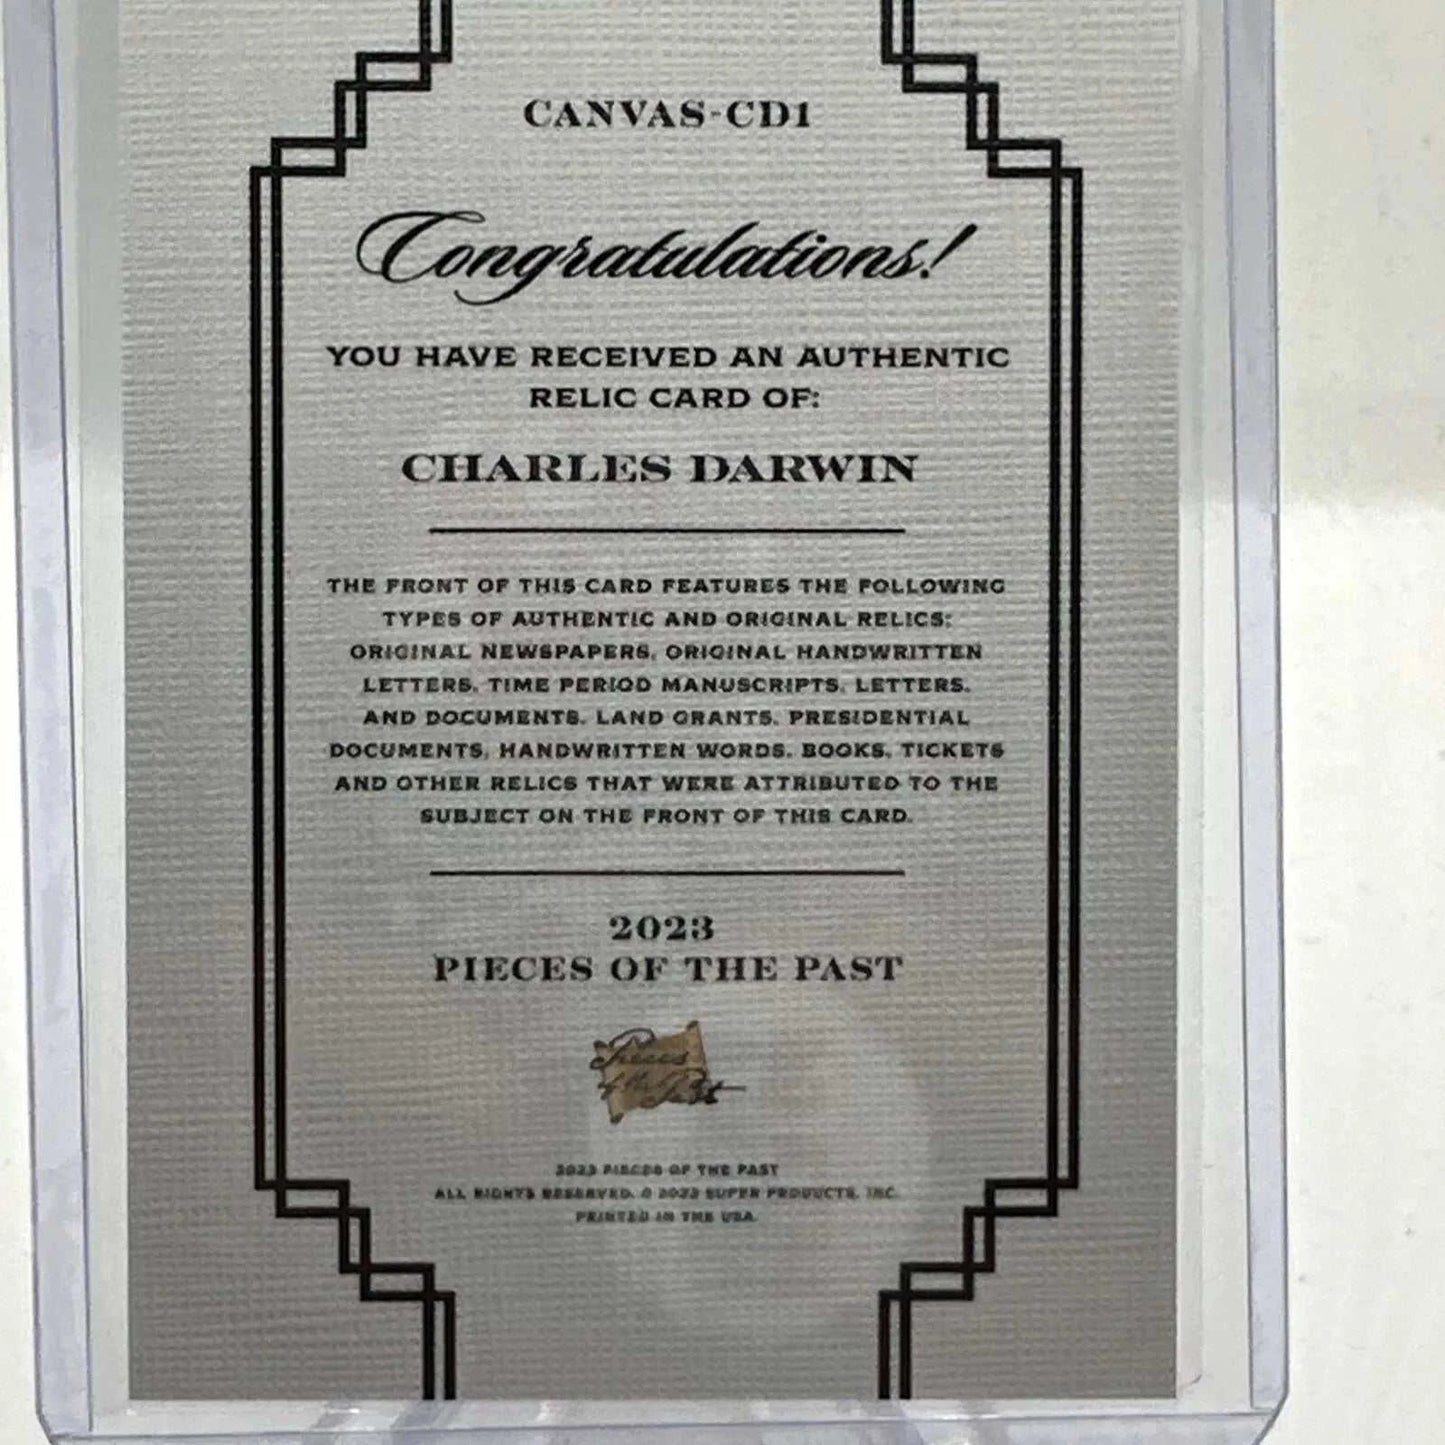 CANVAS-CD1
Congratulations!
YOU HAVE RECEIVED AN AUTHENTIC
RELIC CARD OF:
CHARLES DARWIN
THE FRONT OF THIS CARD FEATURES THE FOLLOWING
TYPES OF AUTHENTIC AND ORIGINAL RELICS:
ORIGINAL NEWSPAPERS, ORIGINAL HANDWRITTEN
LETTERS, TIME PERIOD MANUSCRIPTS, LETTERS,
AND DOCUMENTS, LAND GRANTS, PRESIDENTIAL
DOCUMENTS, HANDWRITTEN WORDS, BOOKS, TICKETS
AND OTHER RELICS THAT WERE ATTRIBUTED TO THE
SUBJECT ON THE FRONT OF THIS CARD.
2023
PIECES OF THE PAST
Pieces
of the Past
2023 PIECES OF THE PAST
ALL RIGHTS RESERVED. © 2023 SUPER PRODUCTS, INC.
PRINTED IN THE USA.